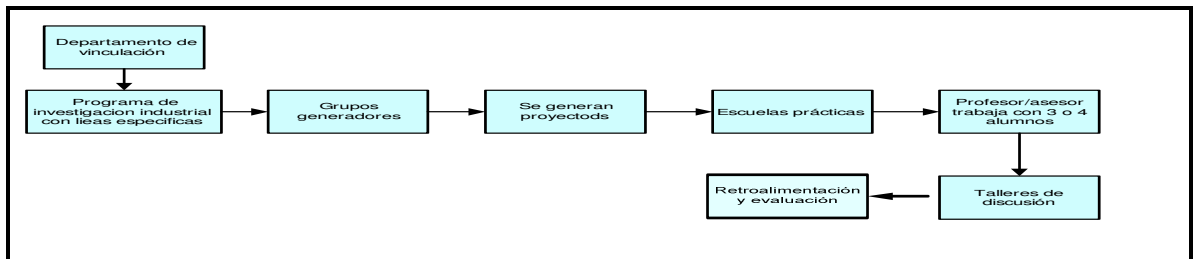 Departamento de
vinculación
Programa de
investigacion industrial
con lieas especificas
Grupos
generadores
Se generan
proyectods
Escuelas prácticas
Profesor/asesor
trabaja con 3 o 4
alumnos
Talleres de
discusión
Retroalimentación
y evaluación